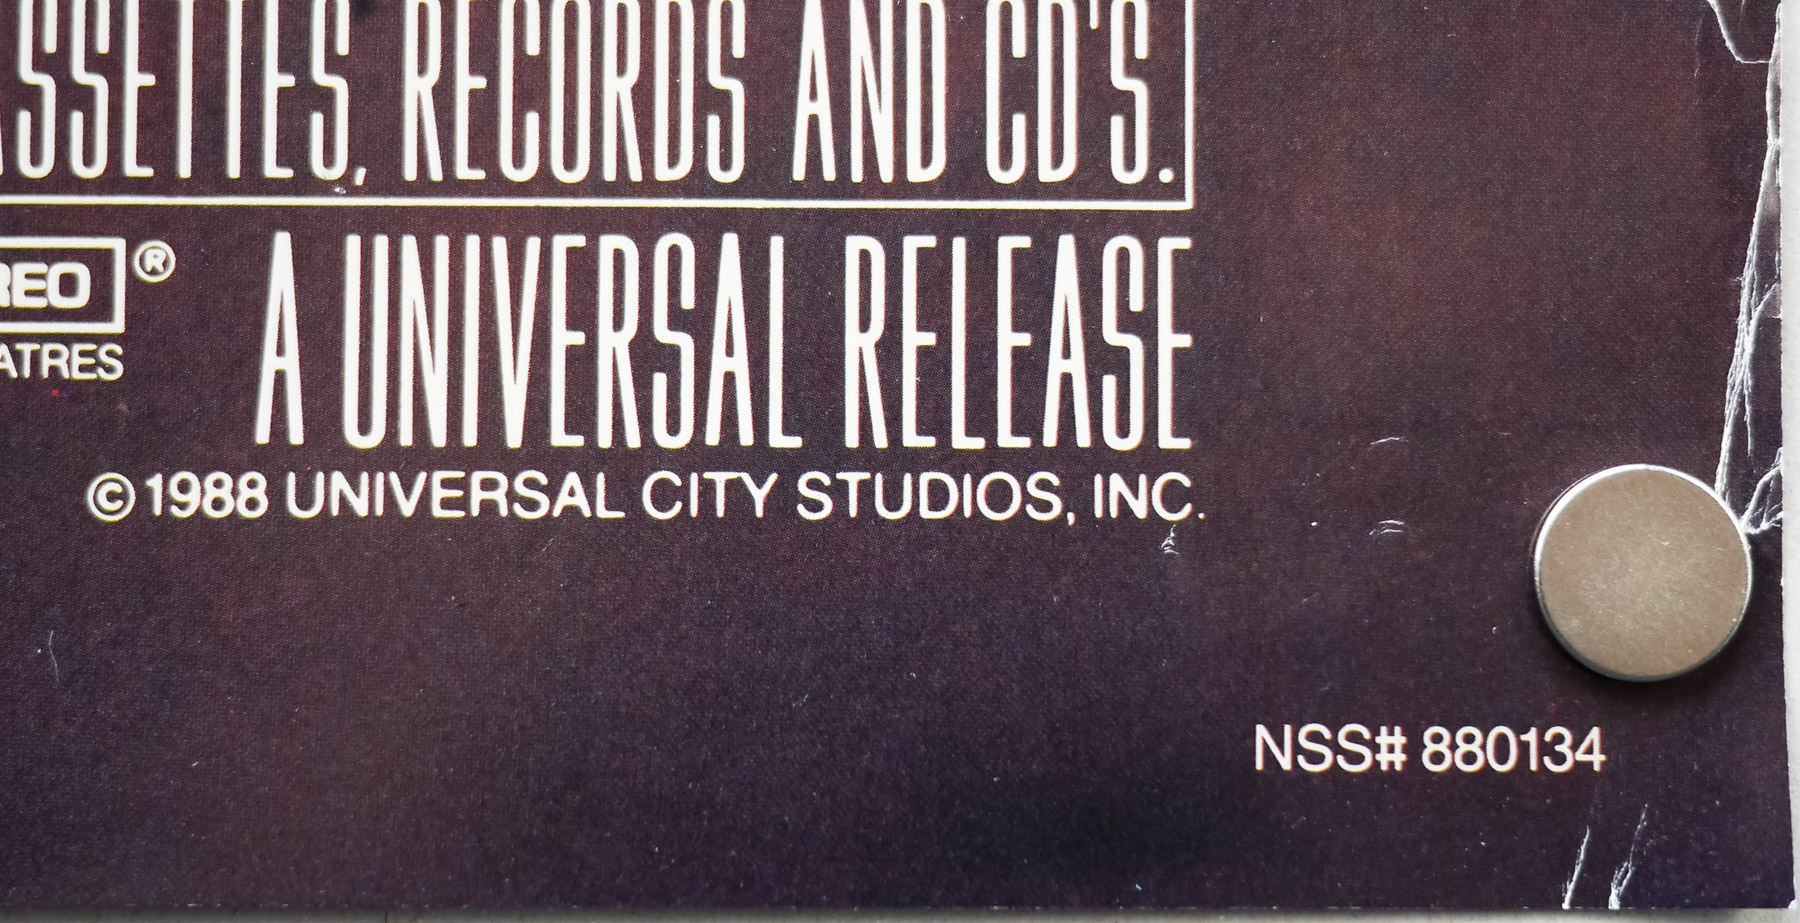 ASSETTES, RECORDS AND CD'S.
REO ®
ATRES
A UNIVERSAL RELEASE
©1988 UNIVERSAL CITY STUDIOS, INC.
NSS# 880134